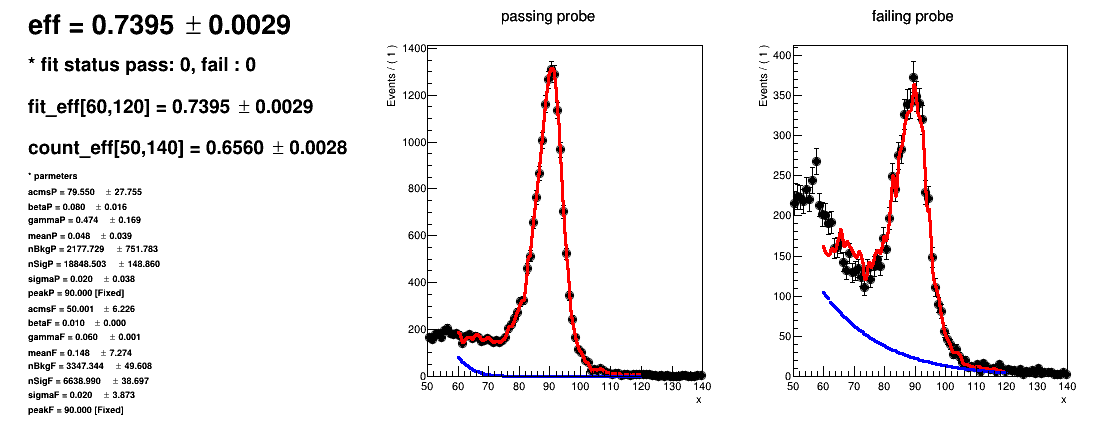 eff = 0.7395 ± 0.0029
* fit status pass: 0, fail : 0
fit_eff[60,120] = 0.7395 ± 0.0029
count_eff[50,140] = 0.6560 ± 0.0028
* parmeters
acmsP = 79.550 ± 27.755
betaP = 0.080 ± 0.016
gammaP = 0.474 ± 0.169
meanP = 0.048 ± 0.039
nBkgP = 2177.729 ± 751.783
nSigP = 18848.503 ± 148.860
sigmaP = 0.020 ± 0.038
peakP = 90.000 [Fixed]
acmsF = 50.001 ± 6.226
betaF = 0.010 ± 0.000
gammaF = 0.060 ± 0.001
meanF = 0.148 ± 7.274
nBkgF = 3347.344 ± 49.608
nSigF = 6638.990 ± 38.697
sigmaF = 0.020 ± 3.873
peakF = 90.000 [Fixed]
passing probe
Events / ( 1 )
1400
1200
1000
800
600
400
200
0
50 60 70 80 90 100 110 120 130 140
x
failing probe
Events / ( 1 )
400
350
300
250
200
150
100
50
0
50 60 70 80 90 100 110 120 130 140
x